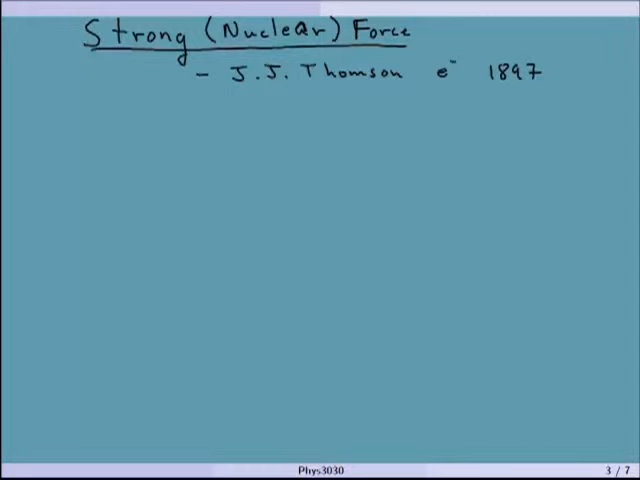 Strong (Nuclear) Force
- J.J. Thomson e⁻ 1897
Phys3030
3 / 7